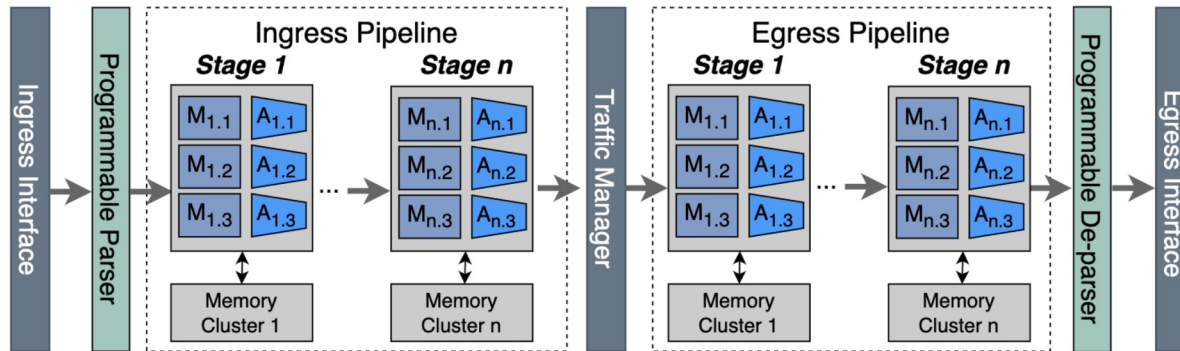 Ingress Interface
Programmable Parser
Ingress Pipeline
Stage 1
M1.1 A1.1
M1.2 A1.2
M1.3 A1.3
Memory
Cluster 1
...
Stage n
Mn.1 An.1
Mn.2 An.2
Mn.3 An.3
Memory
Cluster n
Traffic Manager
Egress Pipeline
Stage 1
M1.1 A1.1
M1.2 A1.2
M1.3 A1.3
Memory
Cluster 1
...
Stage n
Mn.1 An.1
Mn.2 An.2
Mn.3 An.3
Memory
Cluster n
Programmable De-parser
Egress Interface